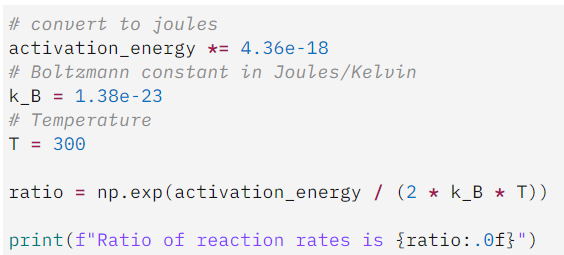 # convert to joules
activation_energy *= 4.36e-18
# Boltzmann constant in Joules/Kelvin
k_B = 1.38e-23
# Temperature
T = 300
ratio = np.exp(activation_energy / (2 * k_B * T))
print(f"Ratio of reaction rates is {ratio:.0f}")